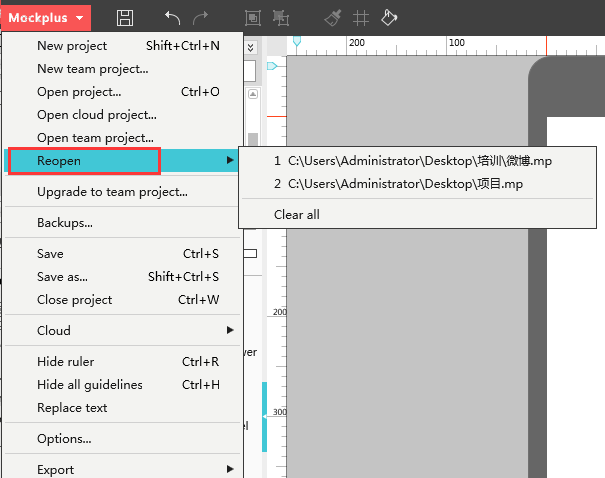 Mockplus
200 100
New project Shift+Ctrl+N
New team project...
Open project... Ctrl+O
Open cloud project...
Open team project...
Reopen
1 C:\Users\Administrator\Desktop\培训\微博.mp
2 C:\Users\Administrator\Desktop\项目.mp
Clear all
Upgrade to team project...
Backups...
Save Ctrl+S
Save as... Shift+Ctrl+S
Close project Ctrl+W
200
Cloud
Hide ruler Ctrl+R
Hide all guidelines Ctrl+H
Replace text
300
Options...
Export